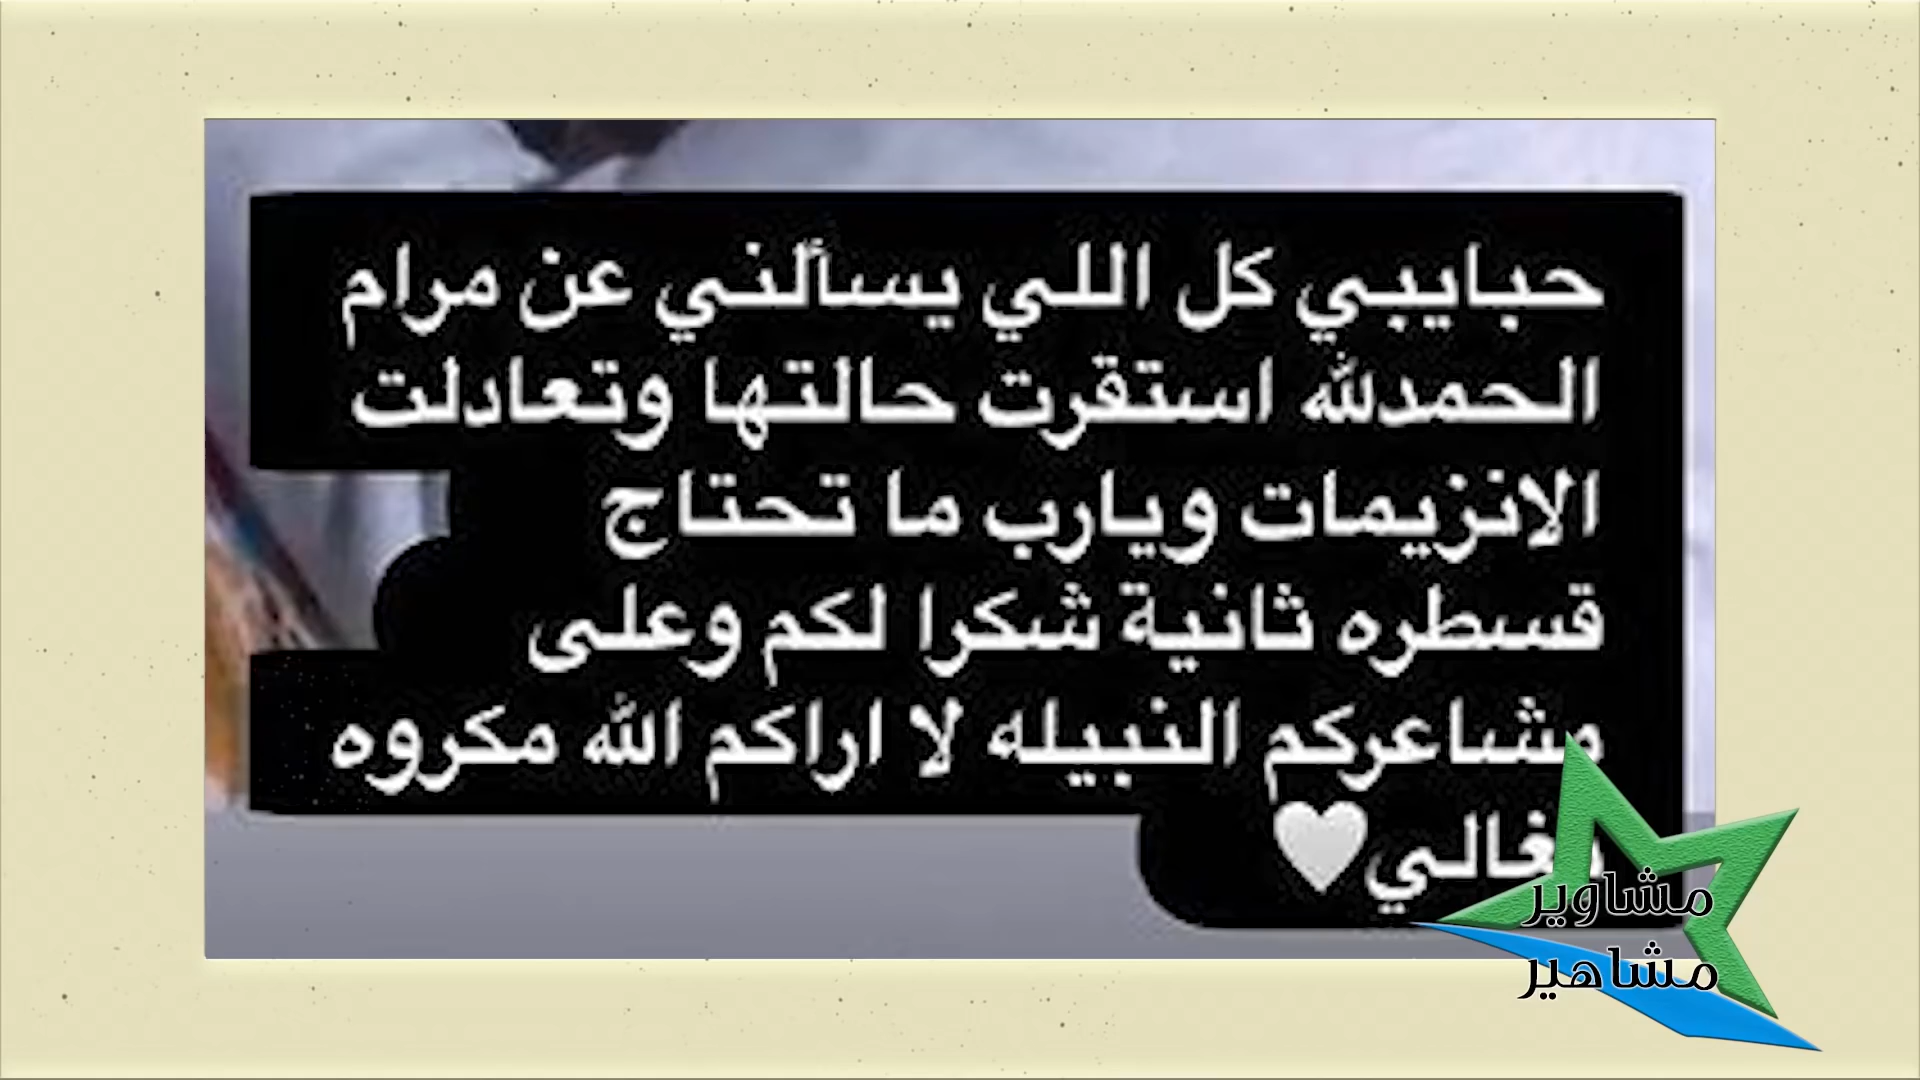 حبايبي كل اللي يسألني عن مرام
الحمدلله استقرت حالتها وتعادلت
الانزيمات ويارب ما تحتاج
قسطره ثانية شكرا لكم وعلى
مشاعركم النبيله لا اراكم الله مكروه
🤍
مشاوير
مشاهير